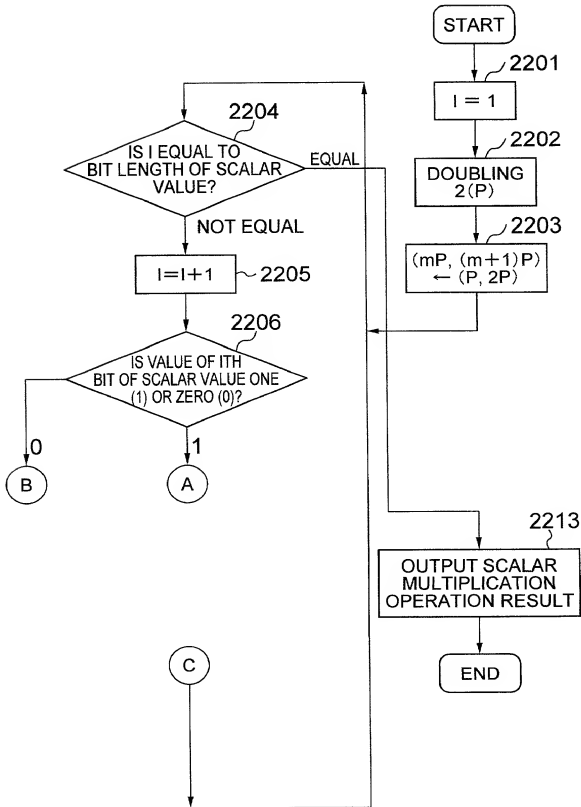 START
2201
I = 1
2202
DOUBLING
2(P)
2203
(mP, (m+1)P)
← (P, 2P)
2204
IS I EQUAL TO
BIT LENGTH OF SCALAR
VALUE?
EQUAL
NOT EQUAL
I=I+1
2205
2206
IS VALUE OF ITH
BIT OF SCALAR VALUE ONE
(1) OR ZERO (0)?
0
1
B
A
2213
OUTPUT SCALAR
MULTIPLICATION
OPERATION RESULT
C
END